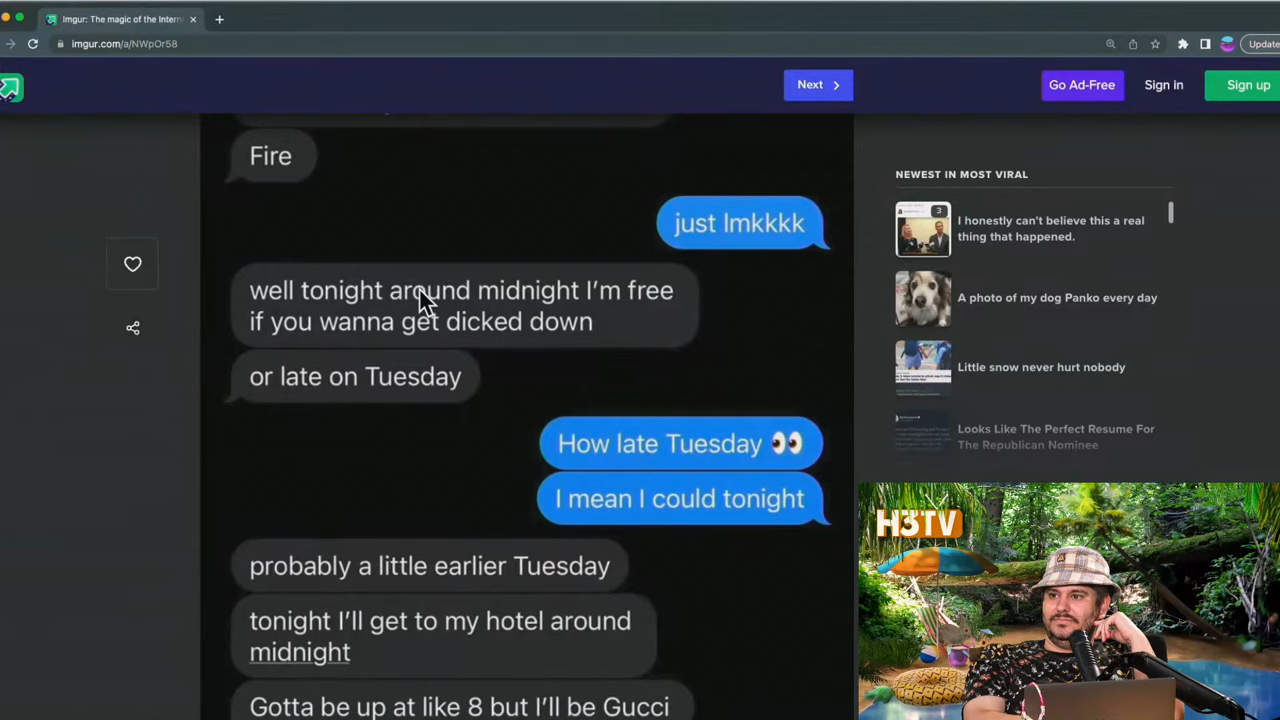 Imgur: The magic of the Intern
imgur.com/a/NWpOr58
Update
Next
Go Ad-Free
Sign in
Sign up
Fire
just lmkkkk
well tonight around midnight I'm free
if you wanna get dicked down
or late on Tuesday
How late Tuesday 👀
I mean I could tonight
probably a little earlier Tuesday
tonight I'll get to my hotel around
midnight
Gotta be up at like 8 but I'll be Gucci
NEWEST IN MOST VIRAL
3
I honestly can't believe this a real
thing that happened.
A photo of my dog Panko every day
Little snow never hurt nobody
Looks Like The Perfect Resume For
The Republican Nominee
H3TV